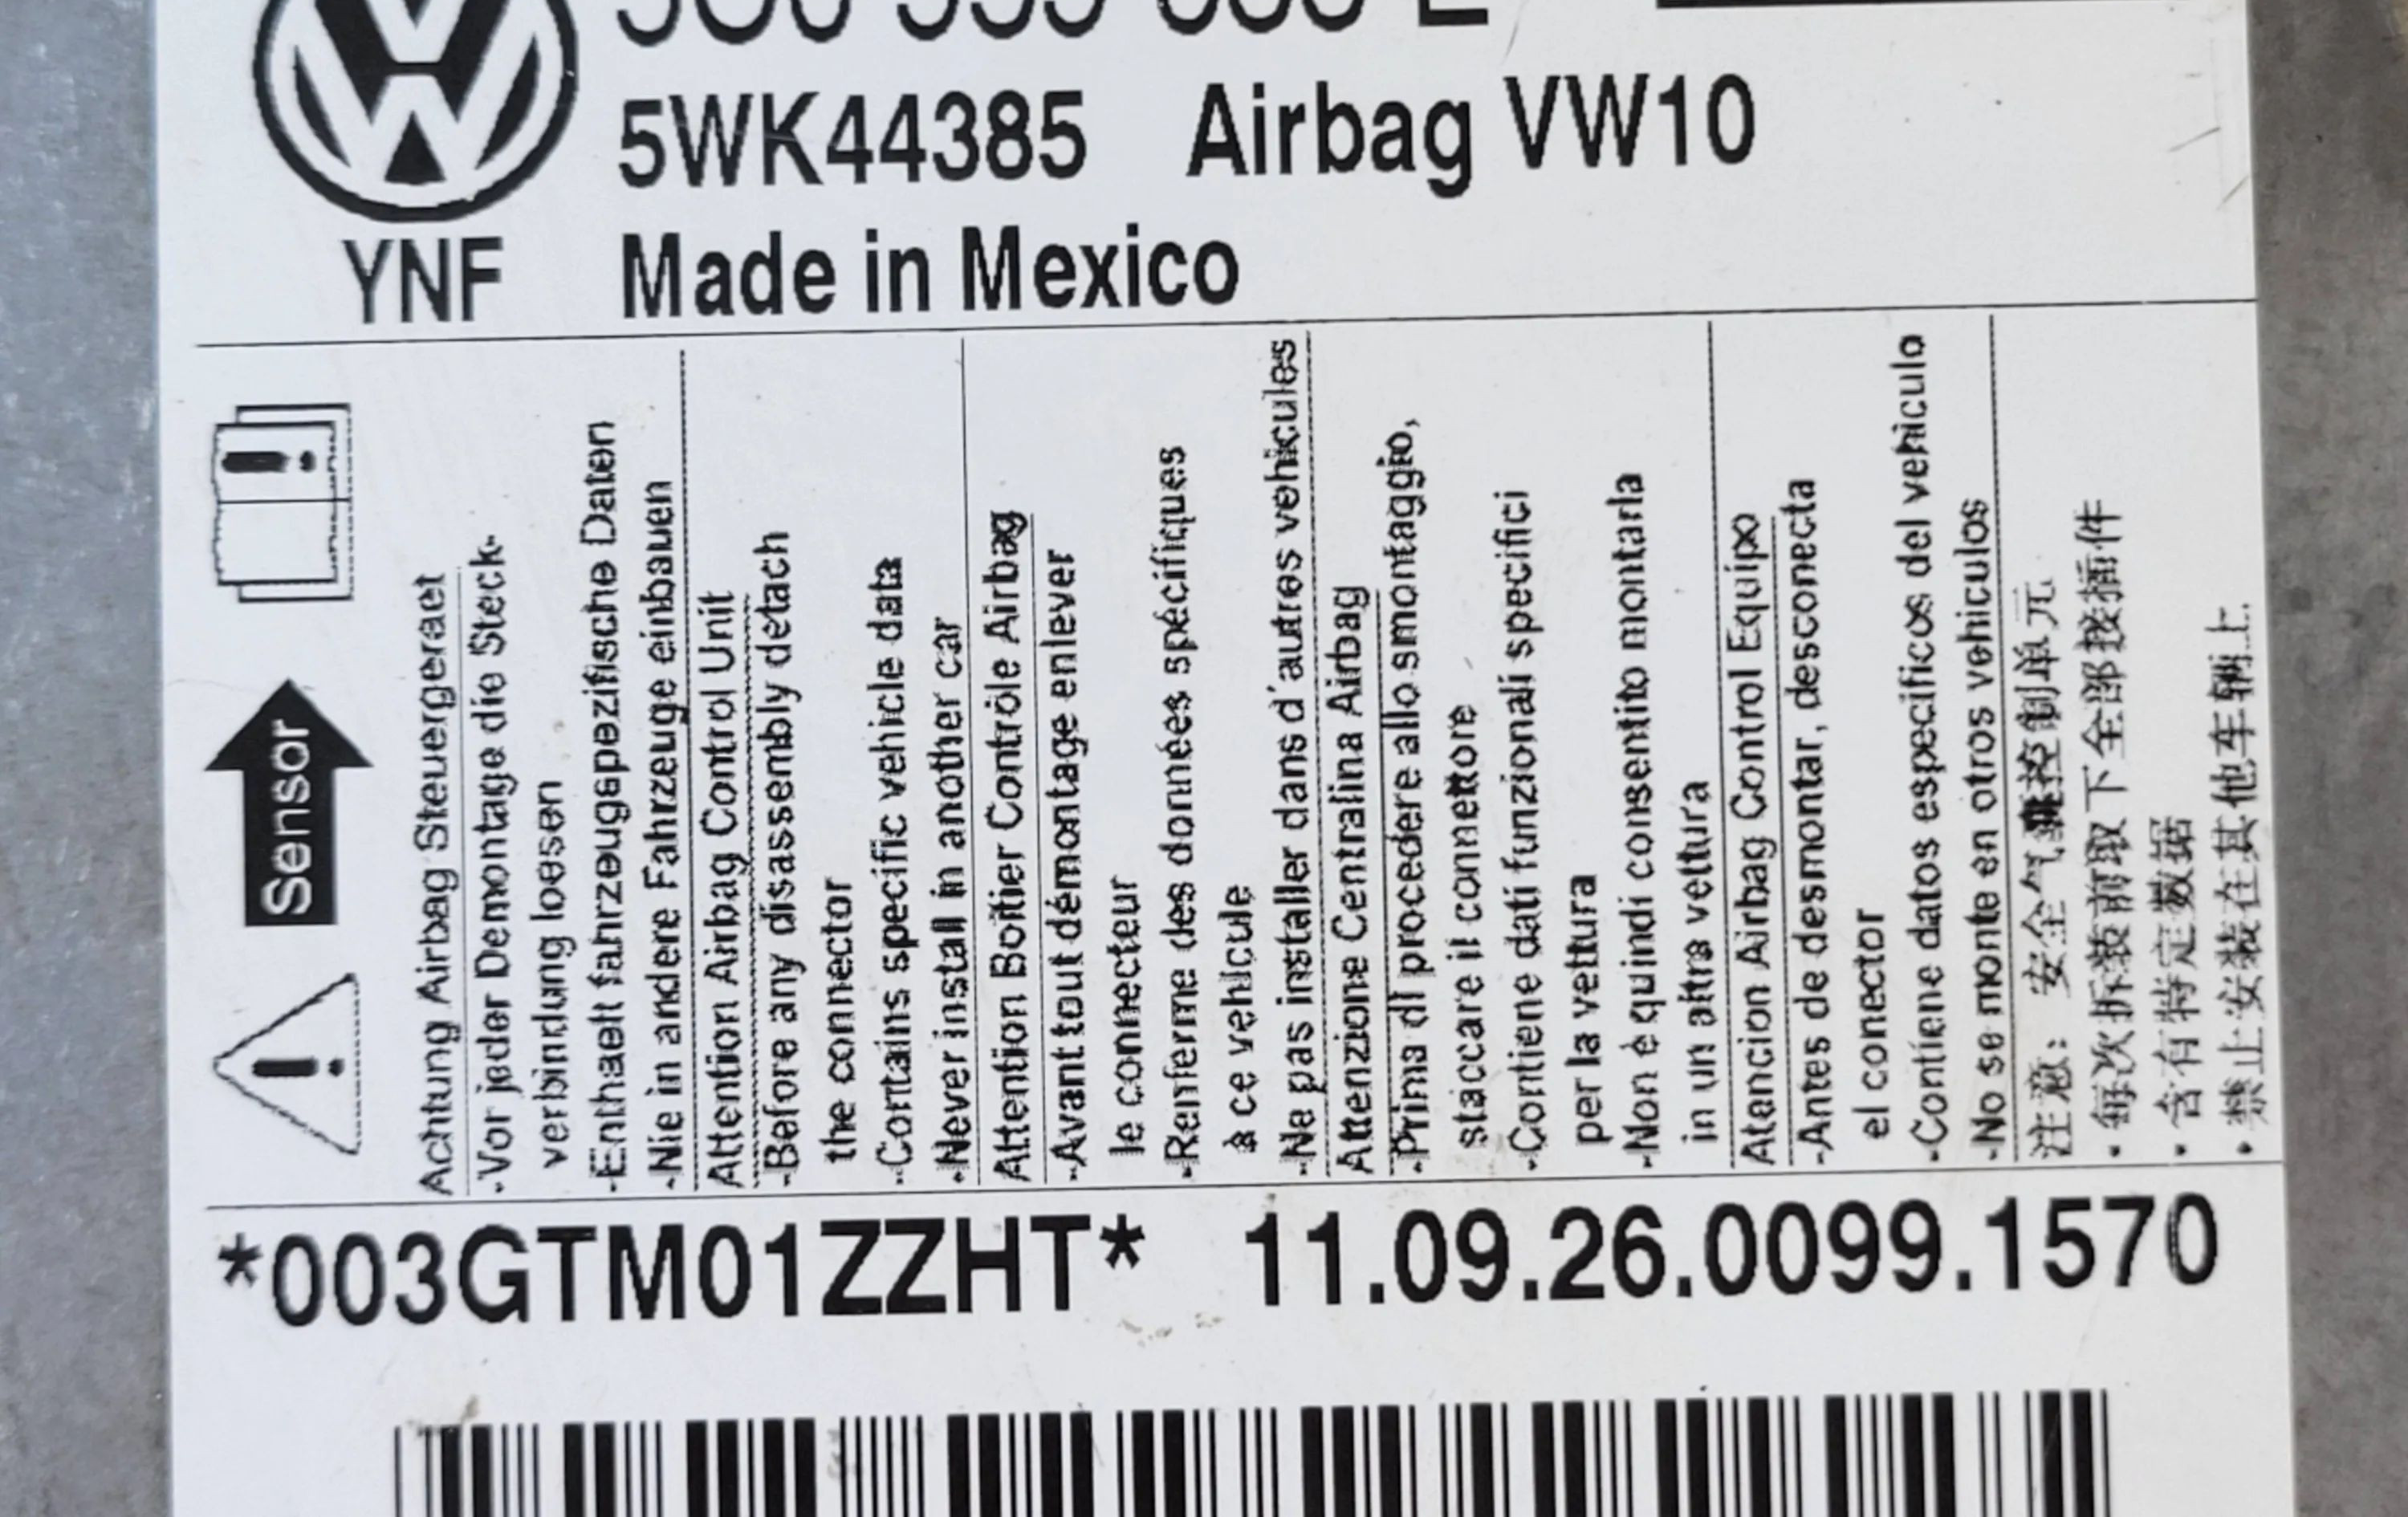 5WK44385 Airbag VW10
YNF Made in Mexico
Sensor
Achtung Airbag Steuergeraet
-Vor jeder Demontage die Steck-
verbindung loesen
-Enthaelt fahrzeugspezifische Daten
-Nie in andere Fahrzeuge einbauen
Attention Airbag Control Unit
-Before any disassembly detach
the connector
-Contains specific vehicle data
-Never install in another car
Attention Boîtier Contrôle Airbag
-Avant tout démontage enlever
le connecteur
-Renferme des données spécifiques
à ce vehicule
-Ne pas installer dans d'autres vehicules
Attenzione Centralina Airbag
-Prima di procedere allo smontaggio,
staccare il connettore
-Contiene dati funzionali specifici
per la vettura
-Non è quindi consentito montarla
in un altra vettura
Atencion Airbag Control Equipo
-Antes de desmontar, desconecta
el conector
-Contiene datos especificos del vehiculo
-No se monte en otros vehiculos
注意：安全气囊控制单元
·每次拆装前取下全部接插件
·含有特定数据
·禁止安装在其他车辆上.
*003GTM01ZZHT* 11.09.26.0099.1570